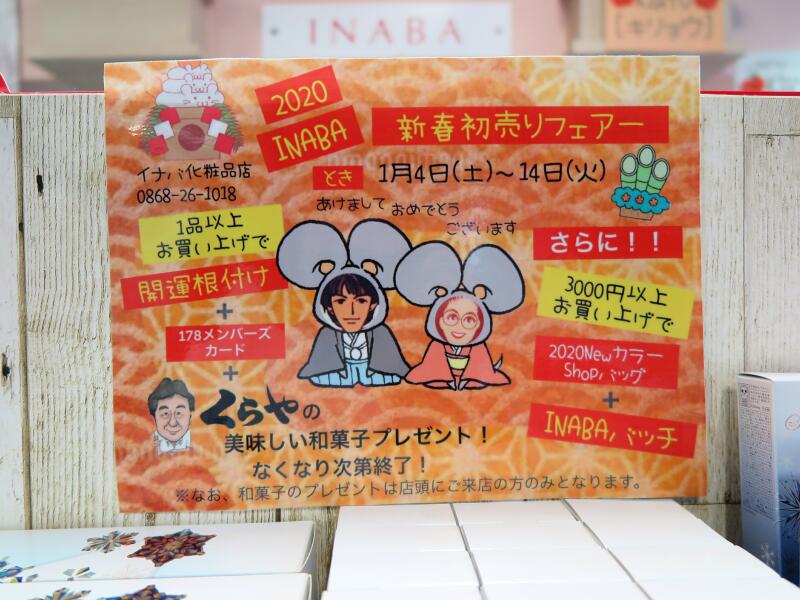 INABA
[キリョウ]
2020
INABA
新春初売りフェアー
イナバ化粧品店
0868-26-1018
とき 1月4日(土)~14日(火)
あけまして おめでとう
ございます
1品以上
お買い上げで
開運根付け
+
178メンバーズ
カード
+
くらやの
美味しい和菓子プレゼント!
なくなり次第終了!
さらに!!
3000円以上
お買い上げで
2020Newカラー
Shopバッグ
+
INABAバッチ
※なお、和菓子のプレゼントは店頭にご来店の方のみとなります。